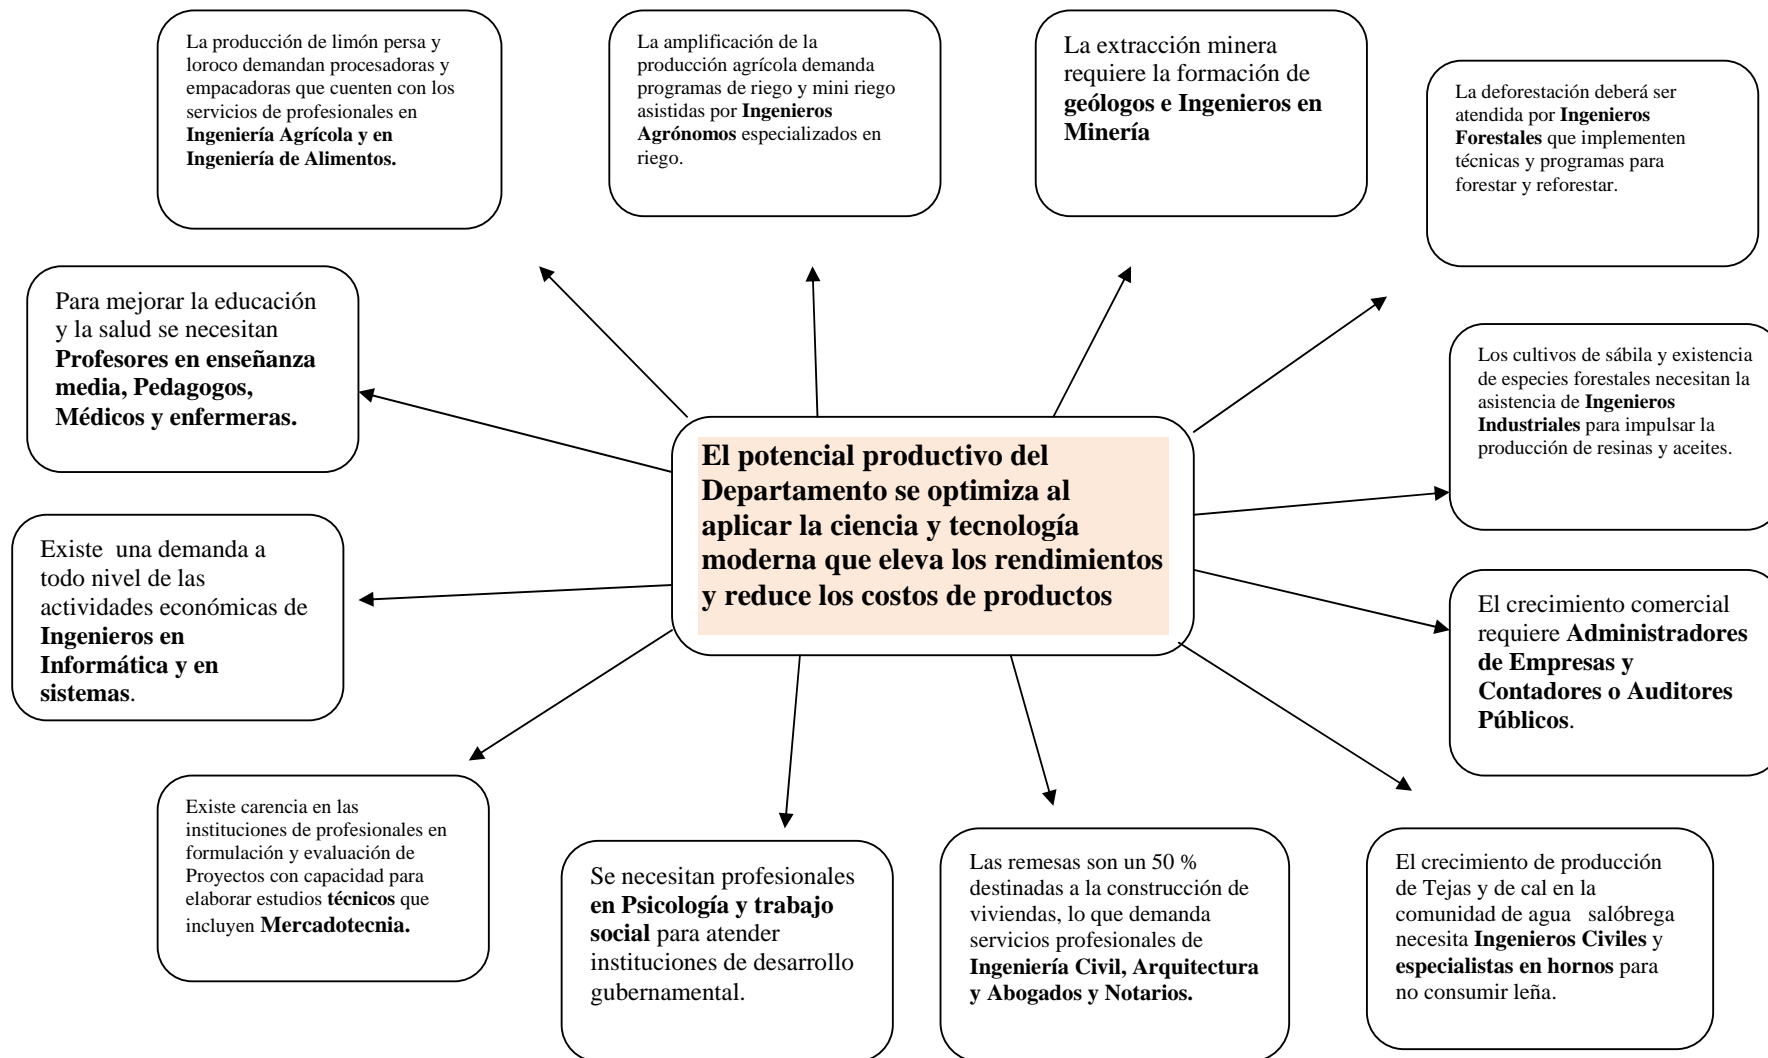 La producción de limón persa y
loroco demandan procesadoras y
empacadoras que cuenten con los
servicios de profesionales en
Ingeniería Agrícola y en
Ingeniería de Alimentos.
La amplificación de la
producción agrícola demanda
programas de riego y mini riego
asistidas por Ingenieros
Agrónomos especializados en
riego.
La extracción minera
requiere la formación de
geólogos e Ingenieros en
Minería
La deforestación deberá ser
atendida por Ingenieros
Forestales que implementen
técnicas y programas para
forestar y reforestar.
Para mejorar la educación
y la salud se necesitan
Profesores en enseñanza
media, Pedagogos,
Médicos y enfermeras.
Los cultivos de sábila y existencia
de especies forestales necesitan la
asistencia de Ingenieros
Industriales para impulsar la
producción de resinas y aceites.
El potencial productivo del
Departamento se optimiza al
aplicar la ciencia y tecnología
moderna que eleva los rendimientos
y reduce los costos de productos
Existe una demanda a
todo nivel de las
actividades económicas de
Ingenieros en
Informática y en
sistemas.
El crecimiento comercial
requiere Administradores
de Empresas y
Contadores o Auditores
Públicos.
Existe carencia en las
instituciones de profesionales en
formulación y evaluación de
Proyectos con capacidad para
elaborar estudios técnicos que
incluyen Mercadotecnia.
Se necesitan profesionales
en Psicología y trabajo
social para atender
instituciones de desarrollo
gubernamental.
Las remesas son un 50 %
destinadas a la construcción de
viviendas, lo que demanda
servicios profesionales de
Ingeniería Civil, Arquitectura
y Abogados y Notarios.
El crecimiento de producción
de Tejas y de cal en la
comunidad de agua salóbrega
necesita Ingenieros Civiles y
especialistas en hornos para
no consumir leña.